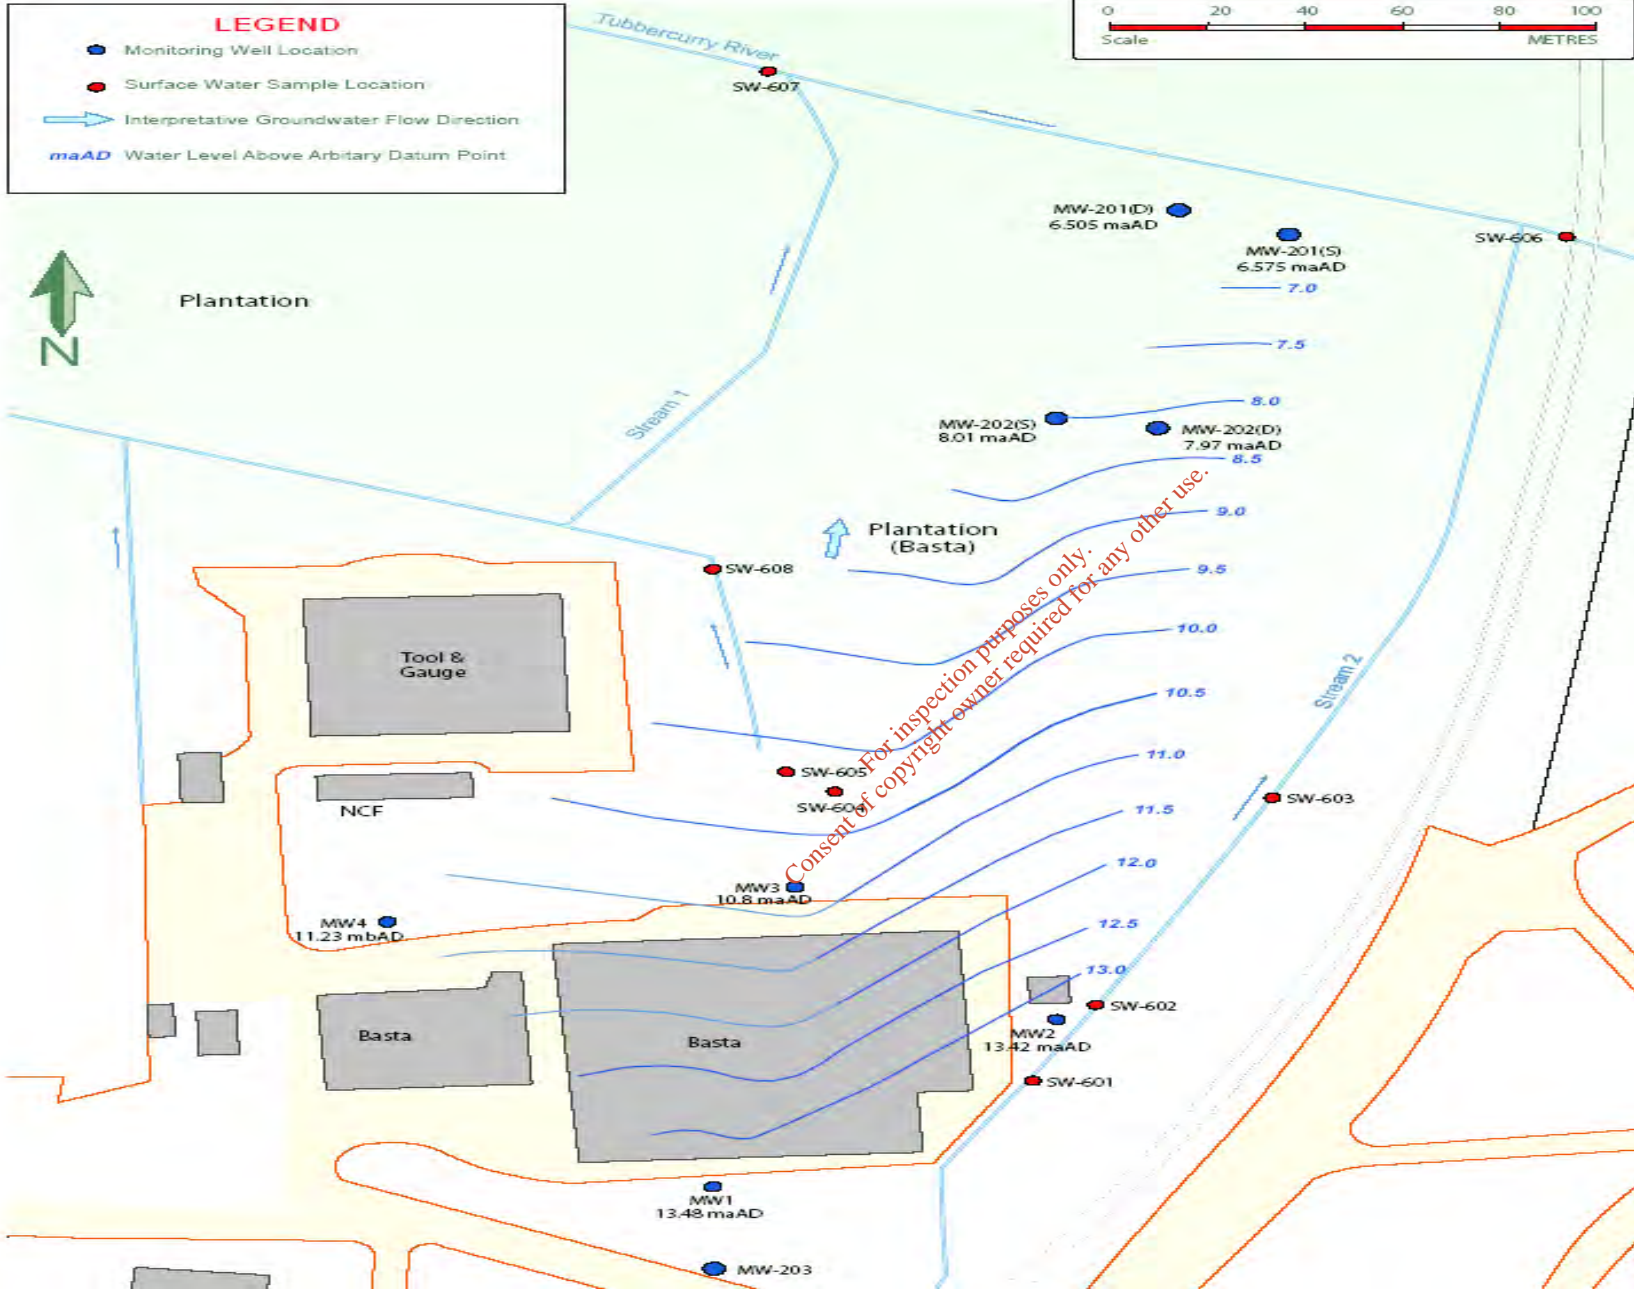 LEGEND
Monitoring Well Location
Surface Water Sample Location
Interpretative Groundwater Flow Direction
maAD Water Level Above Arbitary Datum Point
0 20 40 60 80 100
Scale METRES
Tubbercurry River
SW-607
MW-201(D)
6.505 maAD
MW-201(S)
6.575 maAD
SW-606
7.0
N
Plantation
7.5
Stream 1
8.0
MW-202(S)
8.01 maAD
MW-202(D)
7.97 maAD
8.5
9.0
Plantation
(Basta)
SW-608
9.5
10.0
Tool &
Gauge
10.5
Stream 2
11.0
SW-605
SW-604
NCF
11.5
SW-603
12.0
MW3
10.8 maAD
MW4
11.23 mbAD
12.5
13.0
SW-602
MW2
13.42 maAD
Basta
Basta
SW-601
MW1
13.48 maAD
MW-203
For inspection purposes only.
Consent of copyright owner required for any other use.